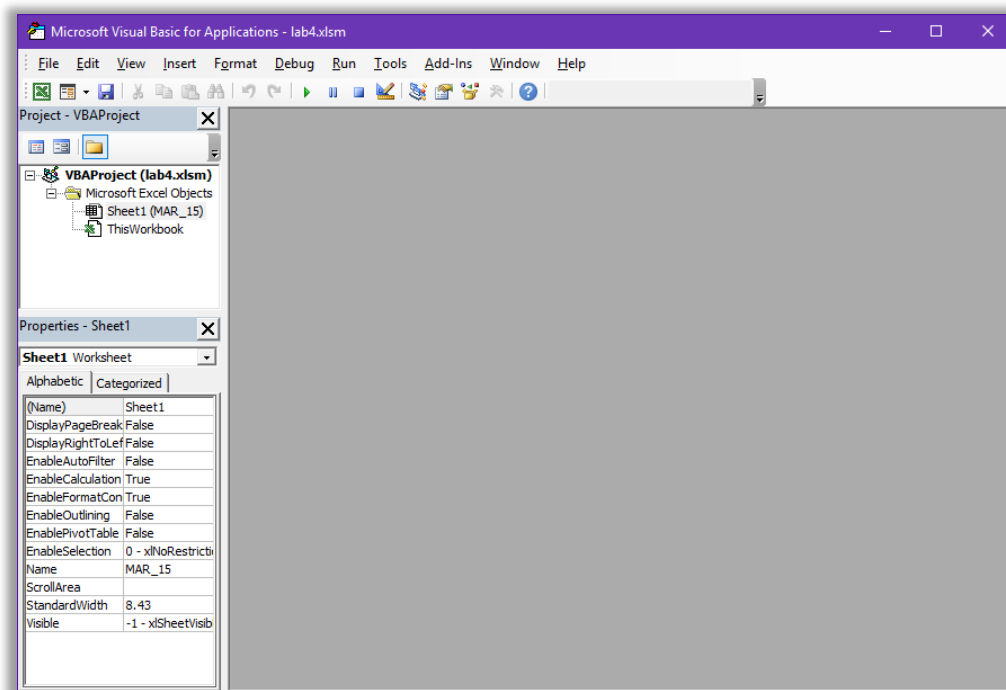 Microsoft Visual Basic for Applications - lab4.xlsm
File Edit View Insert Format Debug Run Tools Add-Ins Window Help
Project - VBAProject
VBAProject (lab4.xlsm)
Microsoft Excel Objects
Sheet1 (MAR_15)
ThisWorkbook
Properties - Sheet1
Sheet1 Worksheet
Alphabetic Categorized
(Name) Sheet1
DisplayPageBreak False
DisplayRightToLef False
EnableAutoFilter False
EnableCalculation True
EnableFormatCon True
EnableOutlining False
EnablePivotTable False
EnableSelection 0 - xlNoRestricti
Name MAR_15
ScrollArea
StandardWidth 8.43
Visible -1 - xlSheetVisib